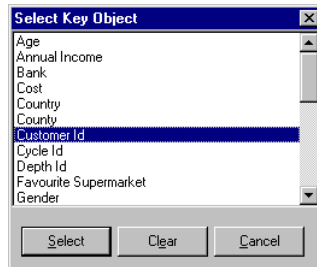 Select Key Object
Age
Annual Income
Bank
Cost
Country
County
Customer Id
Cycle Id
Depth Id
Favourite Supermarket
Gender
Select Clear Cancel